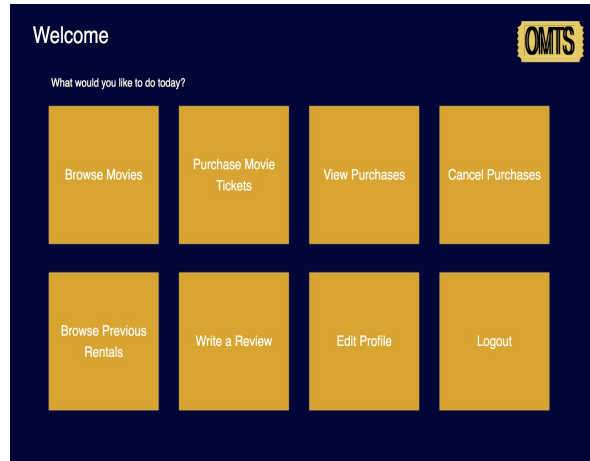 Welcome
OMTS
What would you like to do today?
Browse Movies
Purchase Movie
Tickets
View Purchases
Cancel Purchases
Browse Previous
Rentals
Write a Review
Edit Profile
Logout